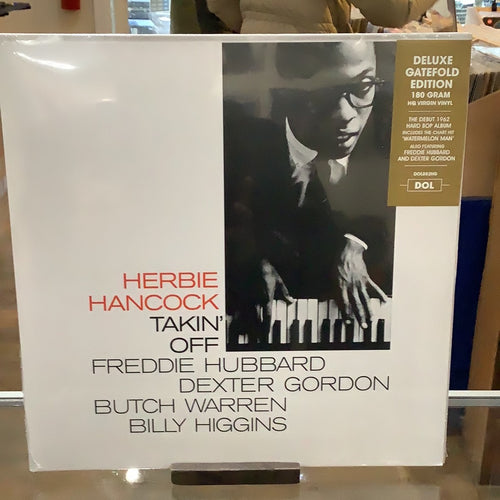 HERBIE
HANCOCK
TAKIN'
OFF
FREDDIE HUBBARD
DEXTER GORDON
BUTCH WARREN
BILLY HIGGINS
DELUXE
GATEFOLD
EDITION
180 GRAM
HQ VIRGIN VINYL
THE DEBUT 1962
HARD BOP ALBUM
INCLUDES THE CHART HIT
'WATERMELON MAN'
ALSO FEATURING
FREDDIE HUBBARD
AND DEXTER GORDON
DOL882HG
DOL